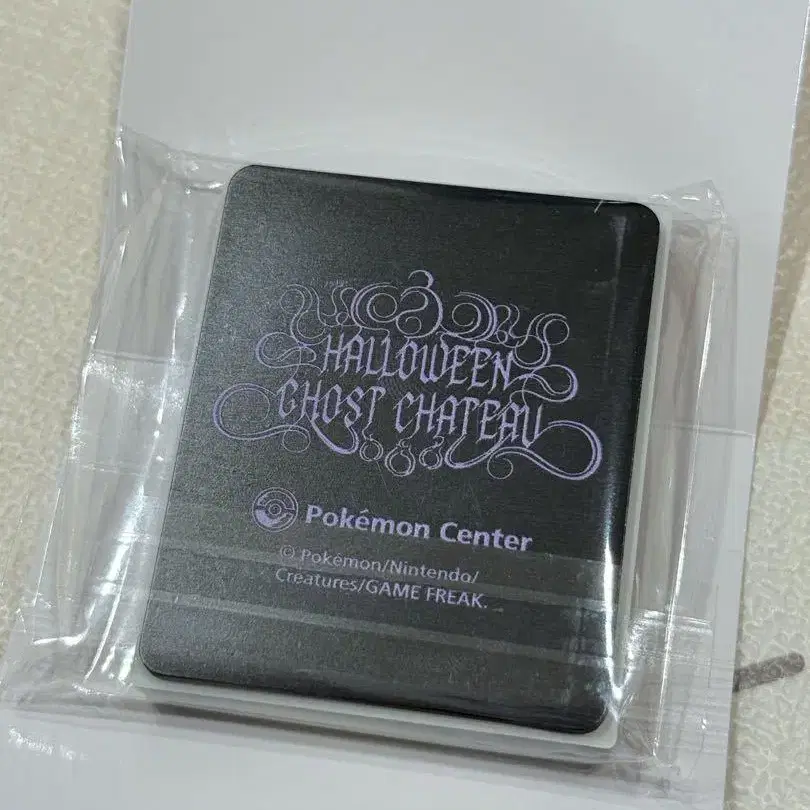 HALLOWEEN
GHOST CHATEAU
Pokémon Center
© Pokémon/Nintendo/
Creatures/GAME FREAK.